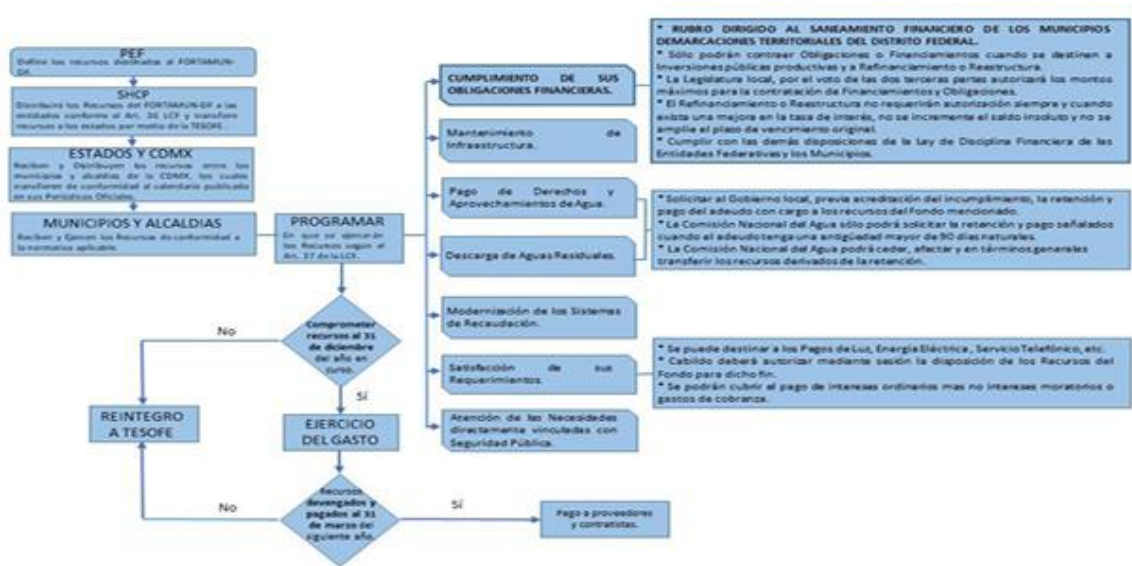 PEF
Define los recursos destinados al FORTAMUN-
DF.
SHCP
Distribuirá los Recursos del FORTAMUN-DF a las
entidades conforme el Art. 36 LCF y transfiere
recursos a los estados por medio de la TESOFE.
ESTADOS Y CDMX
Reciben y Distribuyen los recursos entre los
municipios y alcaldías de la CDMX, los cuales
transfieren de conformidad al calendario publicado
en sus Periódicos Oficiales.
MUNICIPIOS Y ALCALDIAS
Reciben y Ejercen los Recursos de conformidad a
la normativa aplicable.
PROGRAMAR
En que se ejercerán
los Recursos según el
Art. 37 de la LCF.
Comprometer
recursos al 31
de diciembre
del año en
curso.
No
Sí
REINTEGRO
A TESOFE
EJERCICIO
DEL GASTO
Recursos
devengados y
pagados al 31
de marzo del
siguiente año.
No
Sí
Pago a proveedores
y contratistas.
CUMPLIMIENTO DE SUS
OBLIGACIONES FINANCIERAS.
Mantenimiento de
Infraestructura.
Pago de Derechos y
Aprovechamientos de Agua.
Descarga de Aguas Residuales.
Modernización de los Sistemas
de Recaudación.
Satisfacción de sus
Requerimientos.
Atención de las Necesidades
directamente vinculadas con
Seguridad Pública.
* RUBRO DIRIGIDO AL SANEAMIENTO FINANCIERO DE LOS MUNICIPIOS
DEMARCACIONES TERRITORIALES DEL DISTRITO FEDERAL.
* Sólo podrán contraer Obligaciones o Financiamientos cuando se destinen a
Inversiones públicas productivas y a Refinanciamiento o Reestructura.
* La Legislatura local, por el voto de las dos terceras partes autorizará los montos
máximos para la contratación de Financiamientos y Obligaciones.
* El Refinanciamiento o Reestructura no requerirán autorización siempre y cuando
exista una mejora en la tasa de interés, no se incremente el saldo insoluto y no se
amplíe el plazo de vencimiento original.
* Cumplir con las demás disposiciones de la Ley de Disciplina Financiera de las
Entidades Federativas y los Municipios.
* Solicitar al Gobierno local, previa acreditación del incumplimiento, la retención y
pago del adeudo con cargo a los recursos del Fondo mencionado.
* La Comisión Nacional del Agua sólo podrá solicitar la retención y pago señalados
cuando el adeudo tenga una antigüedad mayor de 90 días naturales.
* La Comisión Nacional del Agua podrá ceder, afectar y en términos generales
transferir los recursos derivados de la retención.
* Se puede destinar a los Pagos de Luz, Energía Eléctrica, Servicio Telefónico, etc.
* Cabildo deberá autorizar mediante sesión la disposición de los Recursos del
Fondo para dicho fin.
* Se podrán cubrir el pago de intereses ordinarios mas no intereses moratorios o
gastos de cobranza.